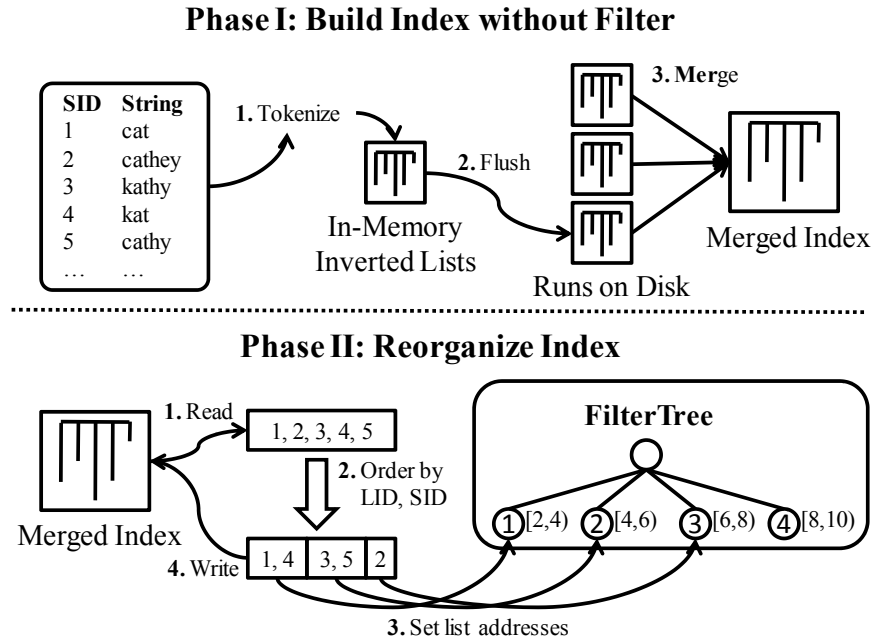 Phase I: Build Index without Filter
SID String
1 cat
2 cathey
3 kathy
4 kat
5 cathy
… …
1. Tokenize
In-Memory
Inverted Lists
2. Flush
Runs on Disk
3. Merge
Merged Index
Phase II: Reorganize Index
Merged Index
1. Read
1, 2, 3, 4, 5
2. Order by
LID, SID
4. Write
1, 4 3, 5 2
3. Set list addresses
FilterTree
1 [2,4) 2 [4,6) 3 [6,8) 4 [8,10)